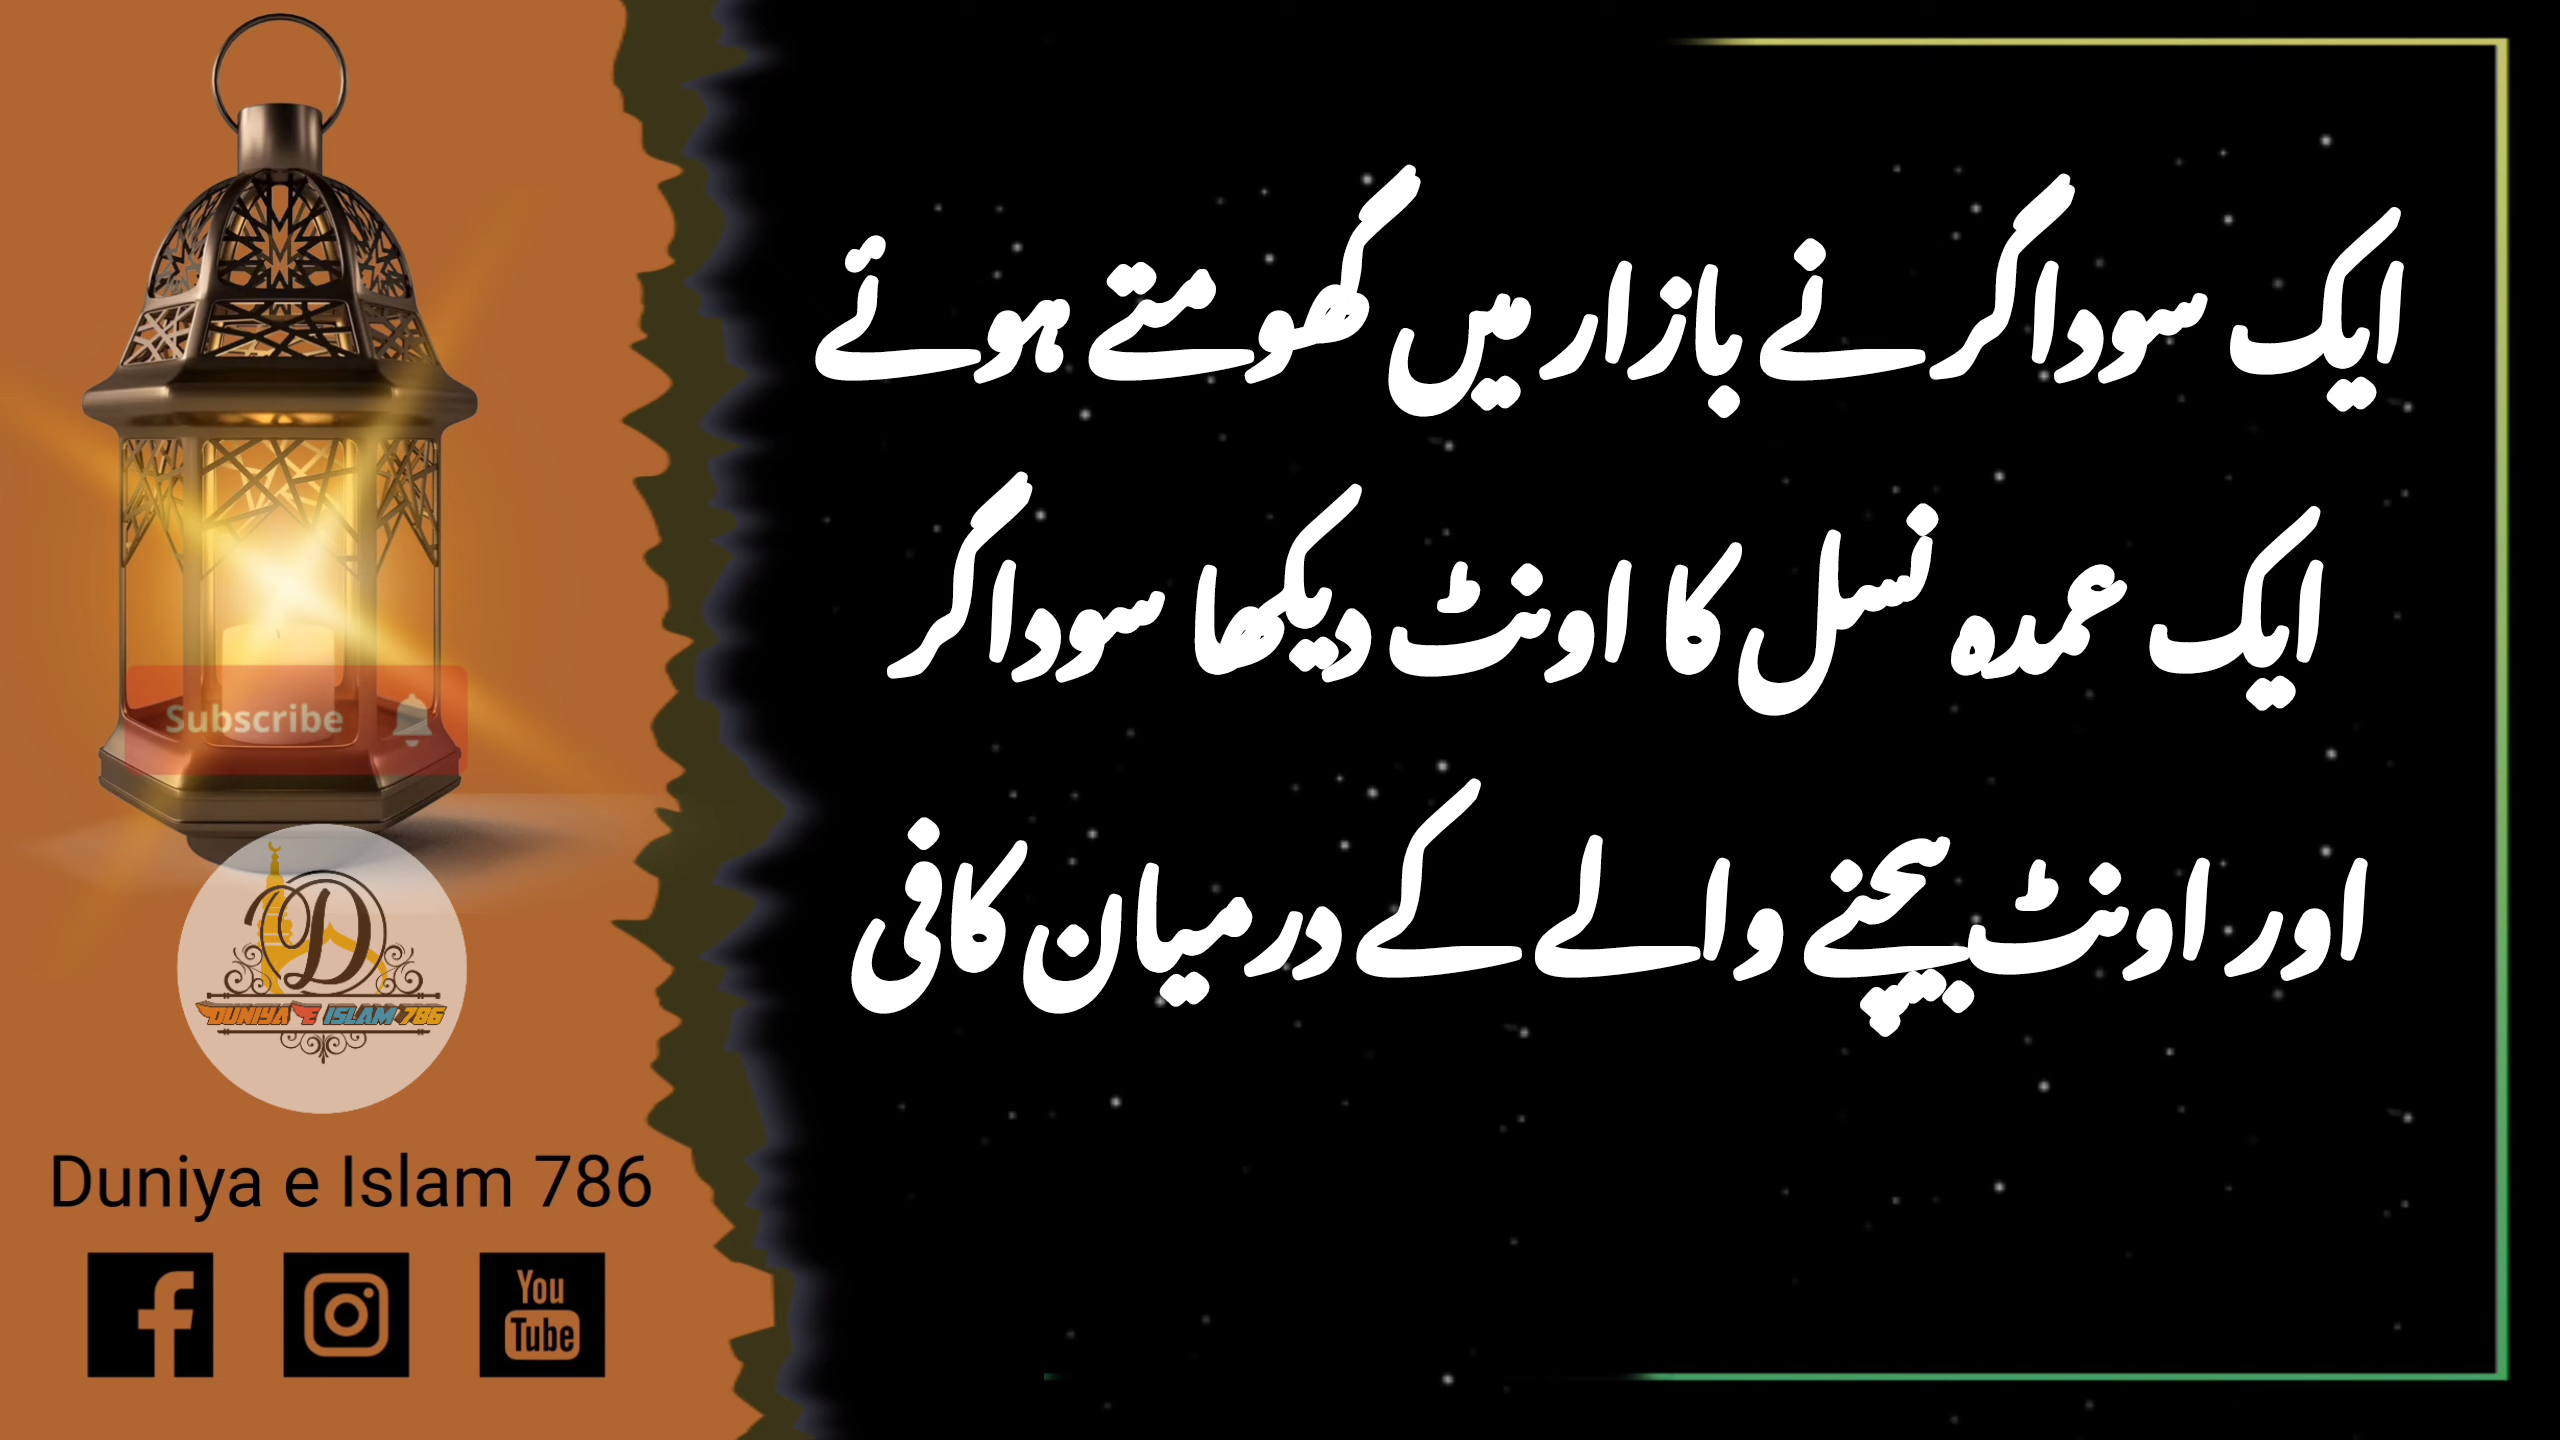 ایک سوداگر نے بازار میں گھومتے ہوئے
ایک عمدہ نسل کا اونٹ دیکھا سوداگر
اور اونٹ بیچنے والے کے درمیان کافی
Subscribe
D
DUNIYA E ISLAM 786
Duniya e Islam 786
You
Tube